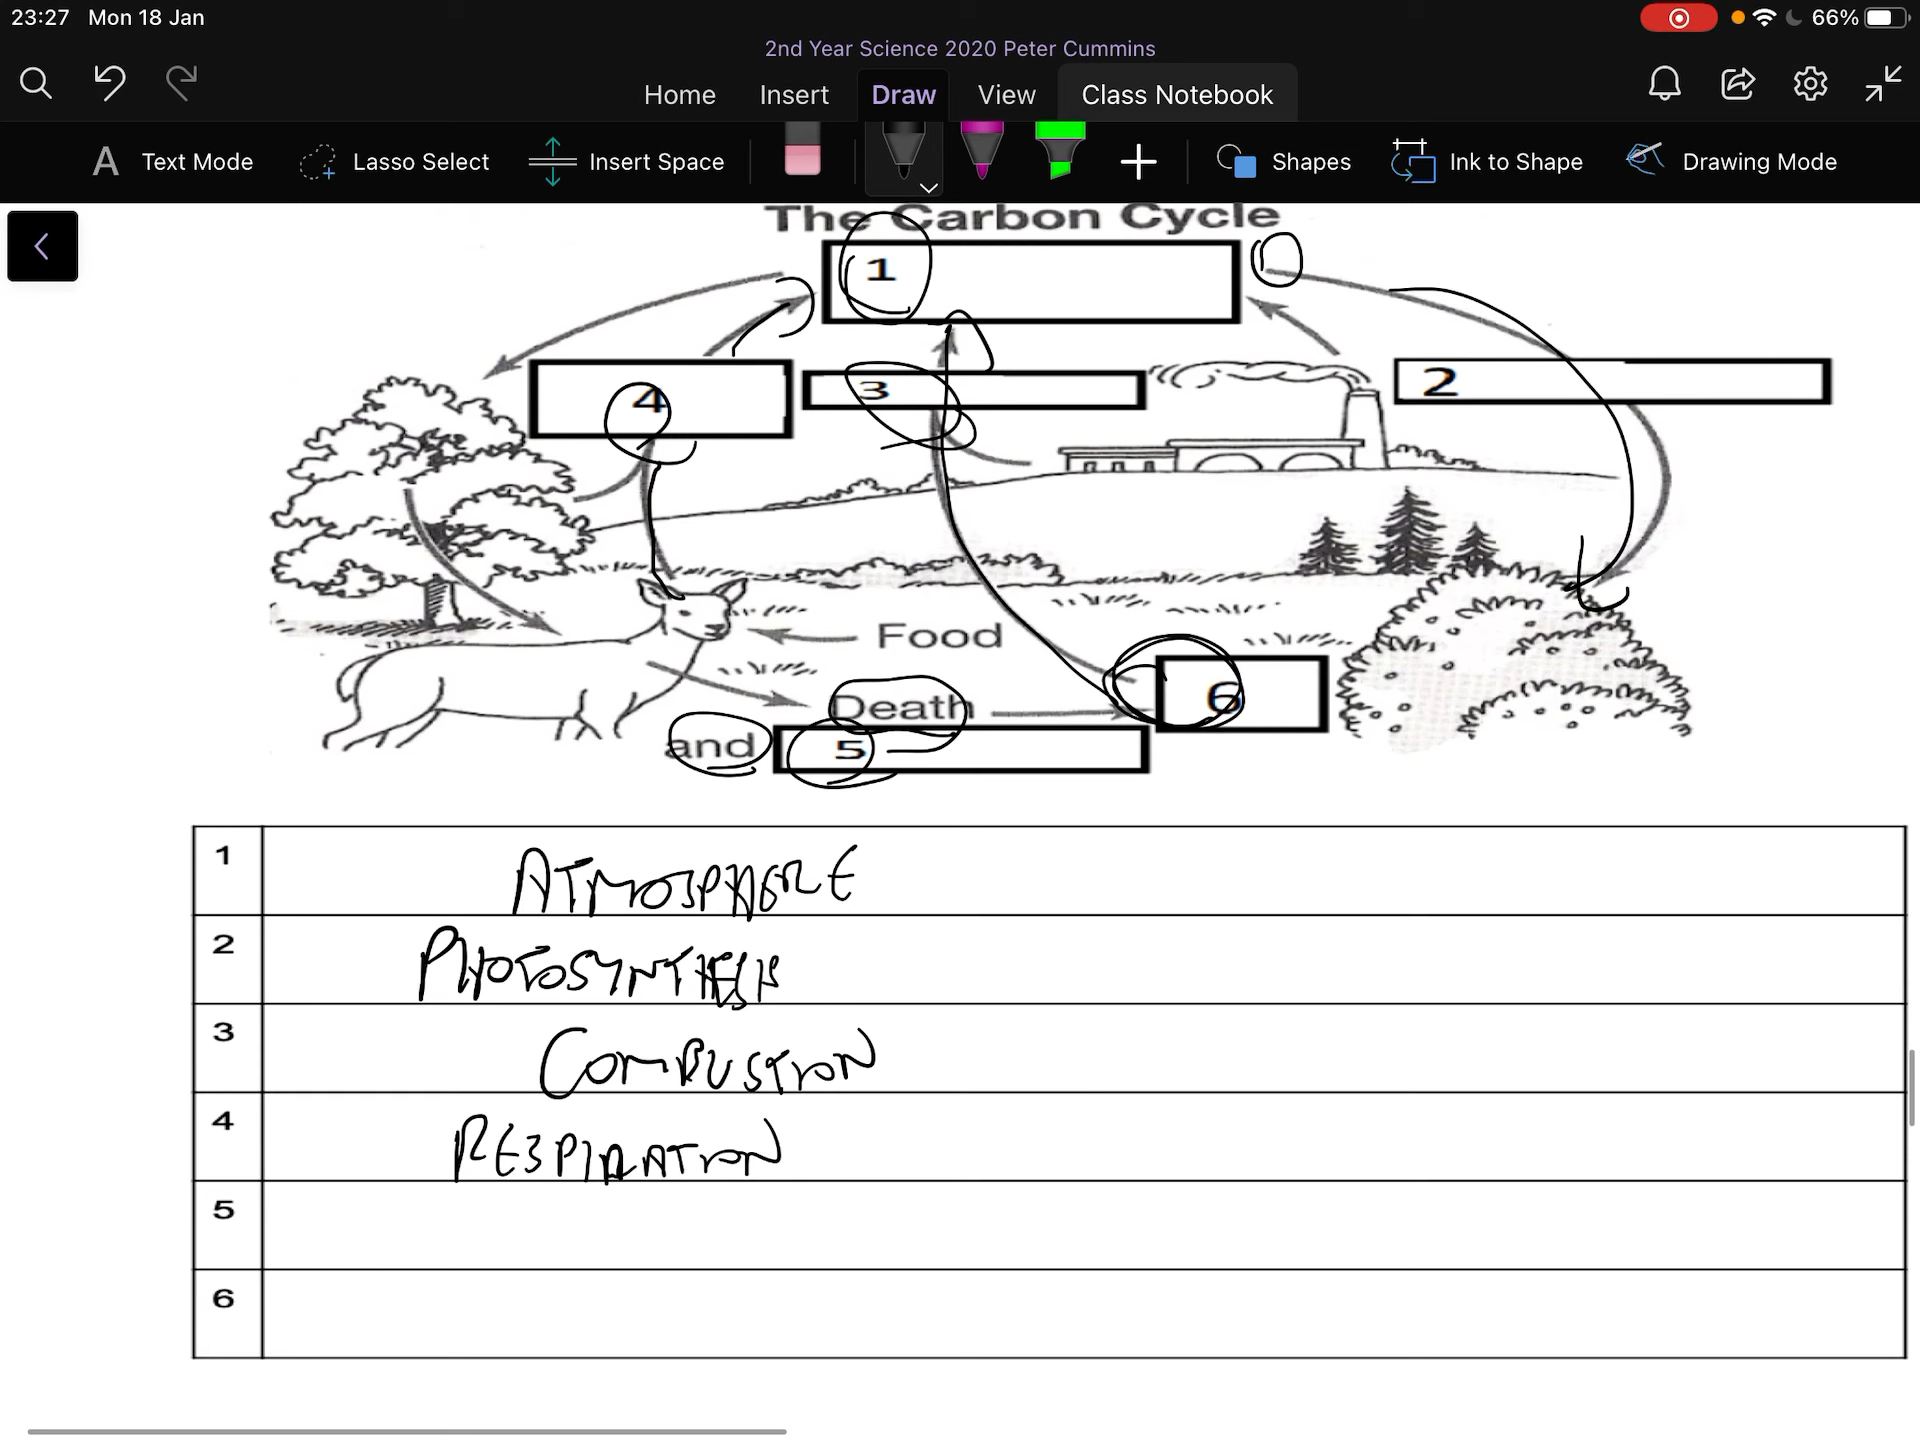 23:27 Mon 18 Jan
66%
2nd Year Science 2020 Peter Cummins
Home Insert Draw View Class Notebook
Text Mode Lasso Select Insert Space Shapes Ink to Shape Drawing Mode
The Carbon Cycle
1
4 3 2
Food
Death 6
and 5
1 ATMOSPHERE
2 PHOTOSYNTHESIS
3 COMBUSTION
4 RESPIRATION
5
6